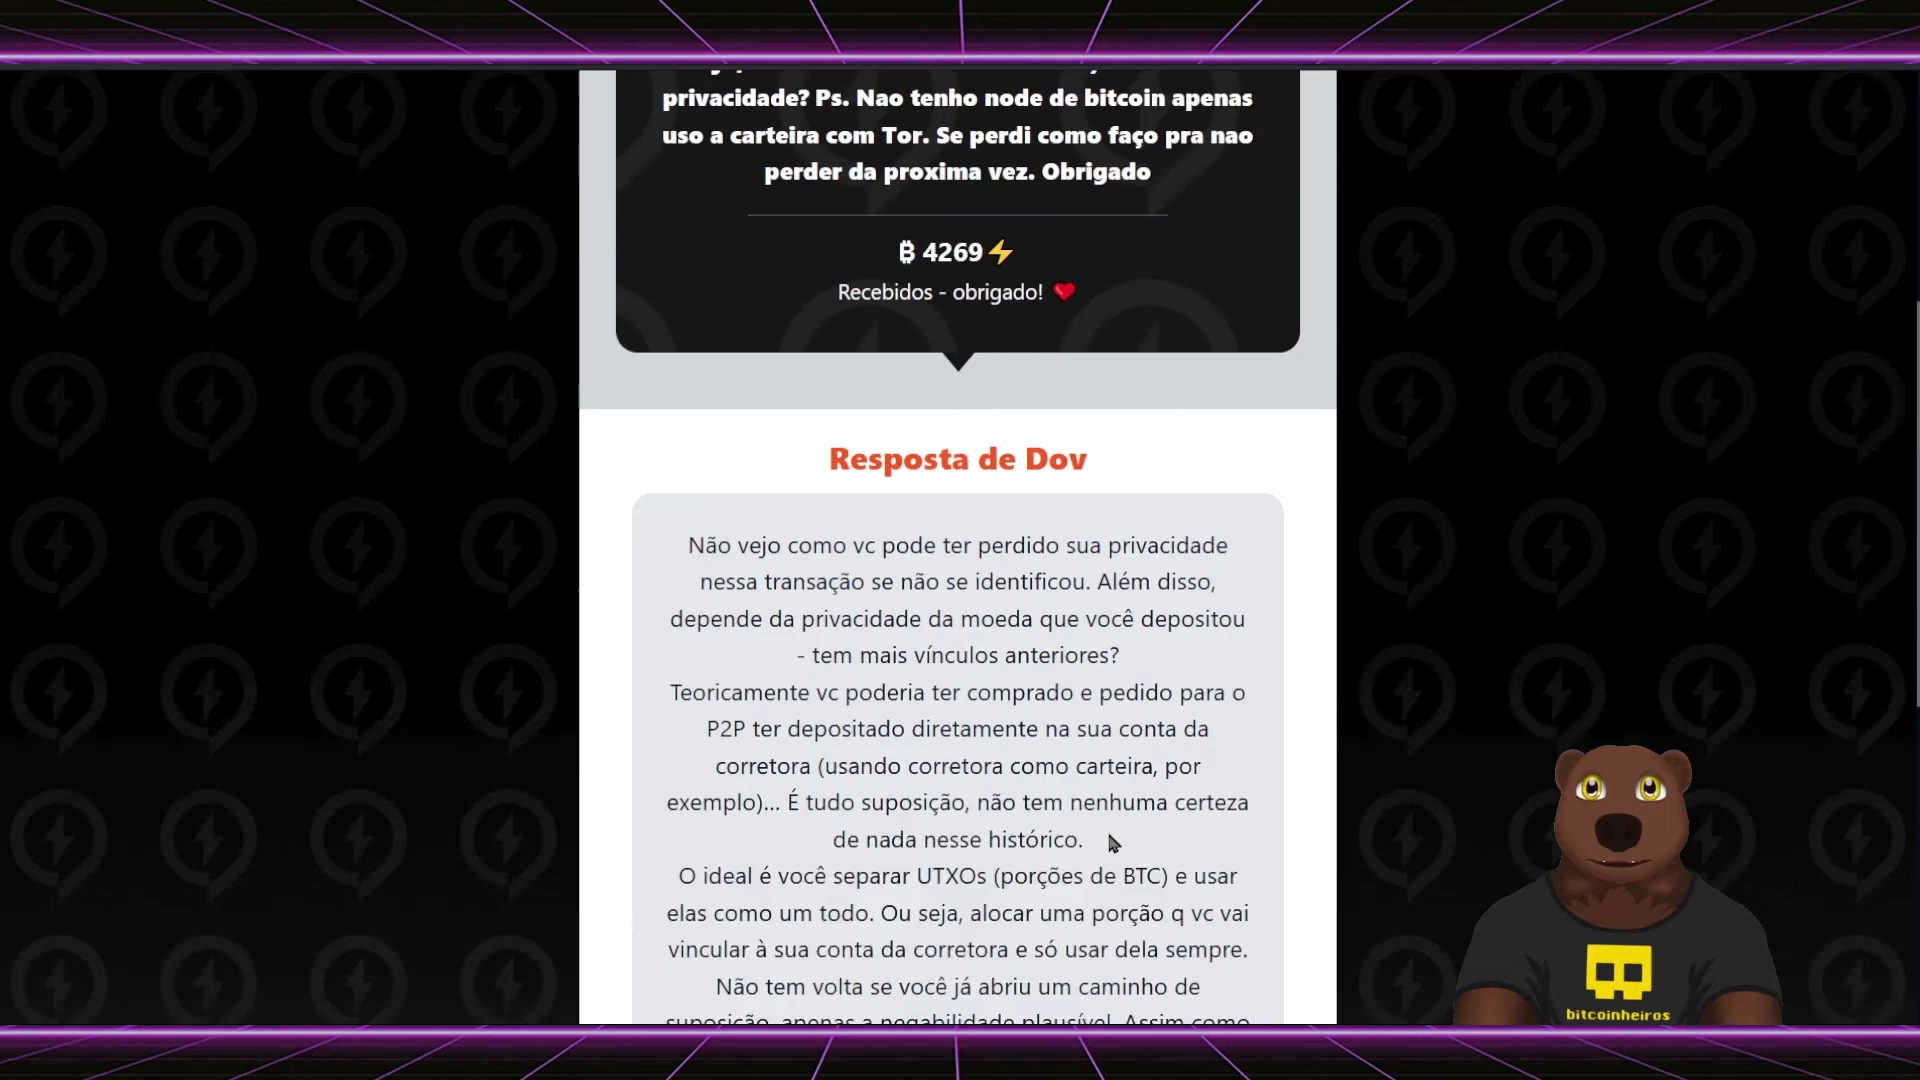 privacidade? Ps. Nao tenho node de bitcoin apenas
uso a carteira com Tor. Se perdi como faço pra nao
perder da proxima vez. Obrigado
₿ 4269⚡
Recebidos - obrigado! ❤️
Resposta de Dov
Não vejo como vc pode ter perdido sua privacidade
nessa transação se não se identificou. Além disso,
depende da privacidade da moeda que você depositou
- tem mais vínculos anteriores?
Teoricamente vc poderia ter comprado e pedido para o
P2P ter depositado diretamente na sua conta da
corretora (usando corretora como carteira, por
exemplo)... É tudo suposição, não tem nenhuma certeza
de nada nesse histórico.
O ideal é você separar UTXOs (porções de BTC) e usar
elas como um todo. Ou seja, alocar uma porção q vc vai
vincular à sua conta da corretora e só usar dela sempre.
Não tem volta se você já abriu um caminho de
suposição, apenas a negabilidade plausível. Assim como
bitcoinheiros